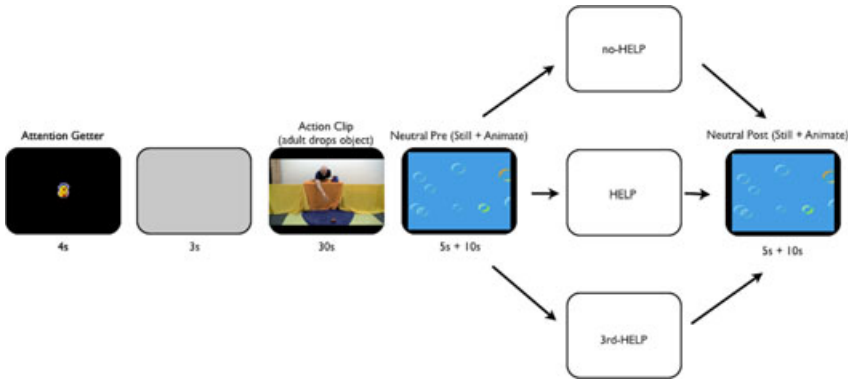 no-HELP
Attention Getter
Action Clip
(adult drops object)
Neutral Pre (Still + Animate)
Neutral Post (Still + Animate)
HELP
4s
3s
30s
5s + 10s
5s + 10s
3rd-HELP